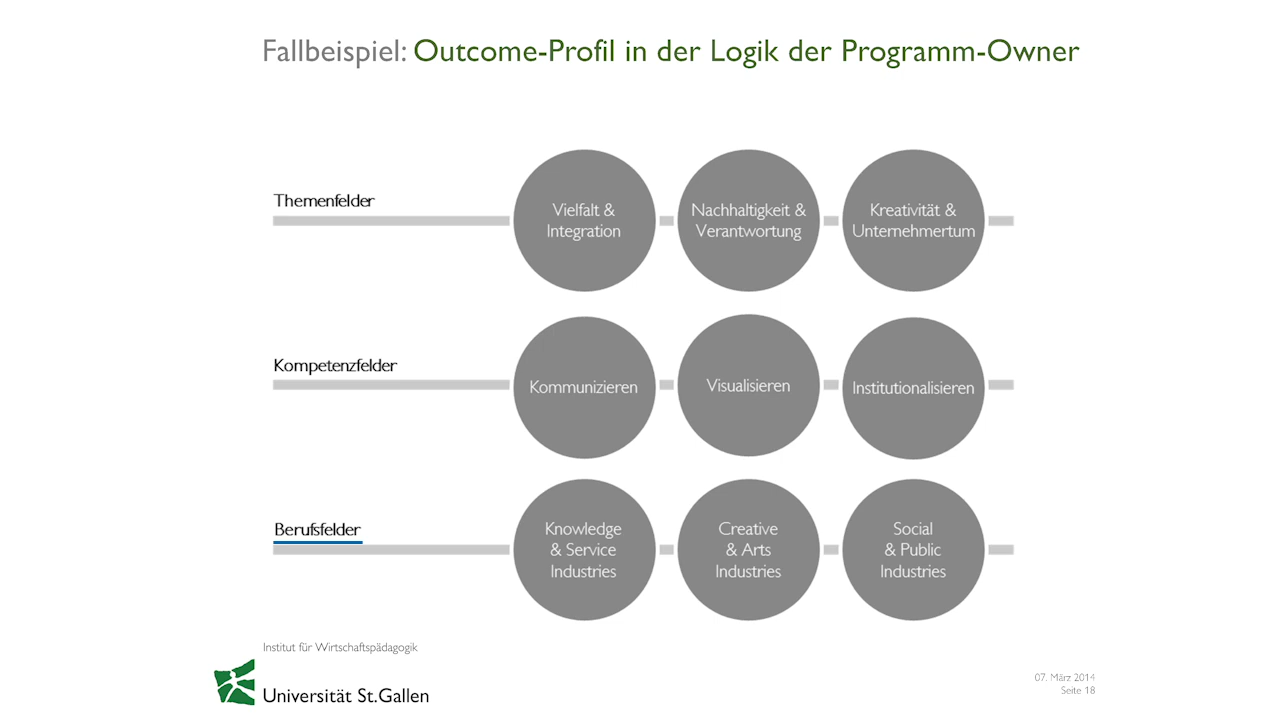 Fallbeispiel: Outcome-Profil in der Logik der Programm-Owner
Themenfelder
Vielfalt &
Integration
Nachhaltigkeit &
Verantwortung
Kreativität &
Unternehmertum
Kompetenzfelder
Kommunizieren
Visualisieren
Institutionalisieren
Berufsfelder
Knowledge
& Service
Industries
Creative
& Arts
Industries
Social
& Public
Industries
Institut für Wirtschaftspädagogik
Universität St.Gallen
07. März 2014
Seite 18